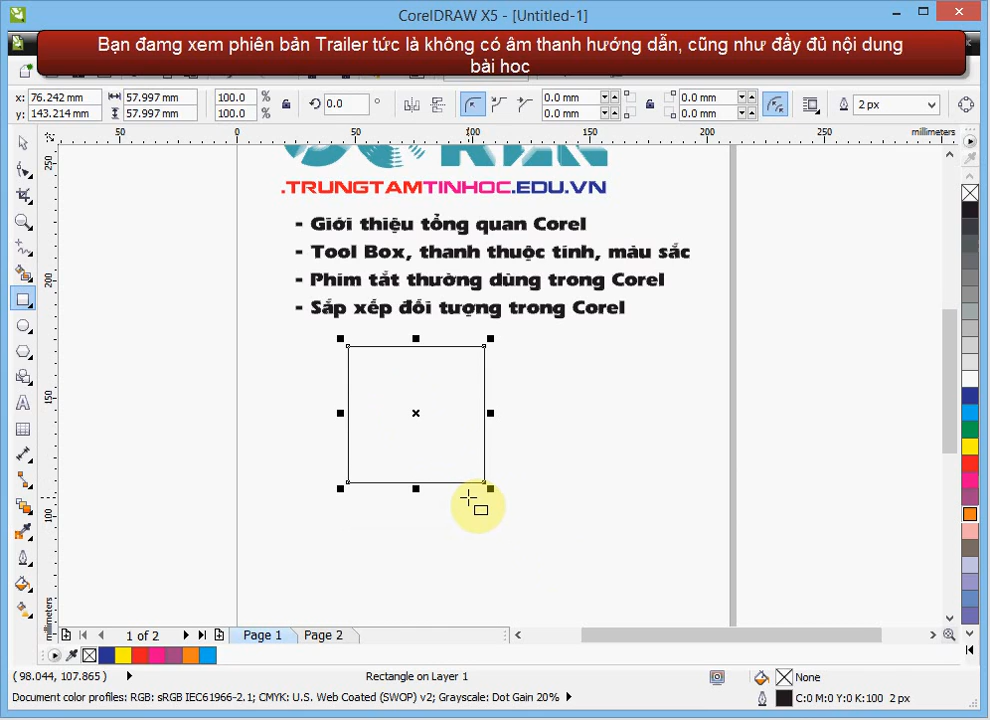 CorelDRAW X5 - [Untitled-1]
Bạn đamg xem phiên bản Trailer tức là không có âm thanh hướng dẫn, cũng như đầy đủ nội dung
bài học
x: 76.242 mm 57.997 mm 100.0 % 0.0 ° 0.0 mm 0.0 mm 2 px
y: 143.214 mm 57.997 mm 100.0 % 0.0 mm 0.0 mm
50 0 50 100 150 200 250 millimeters
250
200
150
100
millimeters
.TRUNGTAMTINHOC.EDU.VN
- Giới thiệu tổng quan Corel
- Tool Box, thanh thuộc tính, màu sắc
- Phím tắt thường dùng trong Corel
- Sắp xếp đối tượng trong Corel
1 of 2 Page 1 Page 2
( 98.044, 107.865 ) Rectangle on Layer 1 None
Document color profiles: RGB: sRGB IEC61966-2.1; CMYK: U.S. Web Coated (SWOP) v2; Grayscale: Dot Gain 20% C:0 M:0 Y:0 K:100 2 px